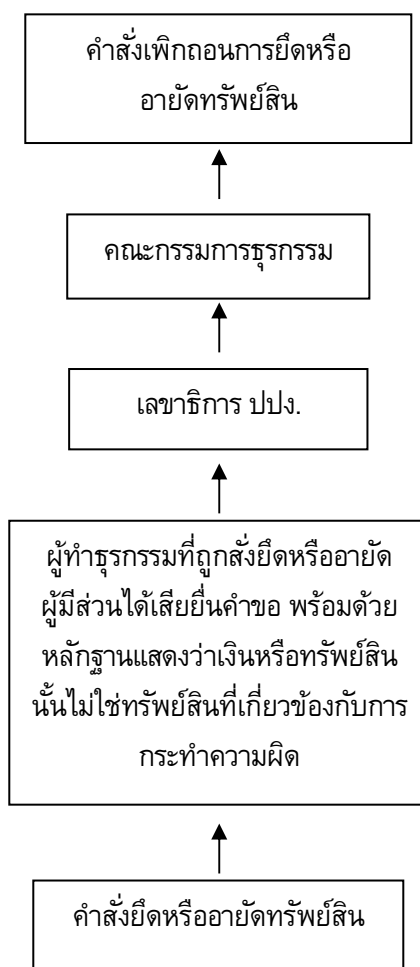 คำสั่งเพิกถอนการยึดหรือ
อายัดทรัพย์สิน
คณะกรรมการธุรกรรม
เลขาธิการ ปปง.
ผู้ทำธุรกรรมที่ถูกสั่งยึดหรืออายัด
ผู้มีส่วนได้เสียยื่นคำขอ พร้อมด้วย
หลักฐานแสดงว่าเงินหรือทรัพย์สิน
นั้นไม่ใช่ทรัพย์สินที่เกี่ยวข้องกับการ
กระทำความผิด
คำสั่งยึดหรืออายัดทรัพย์สิน